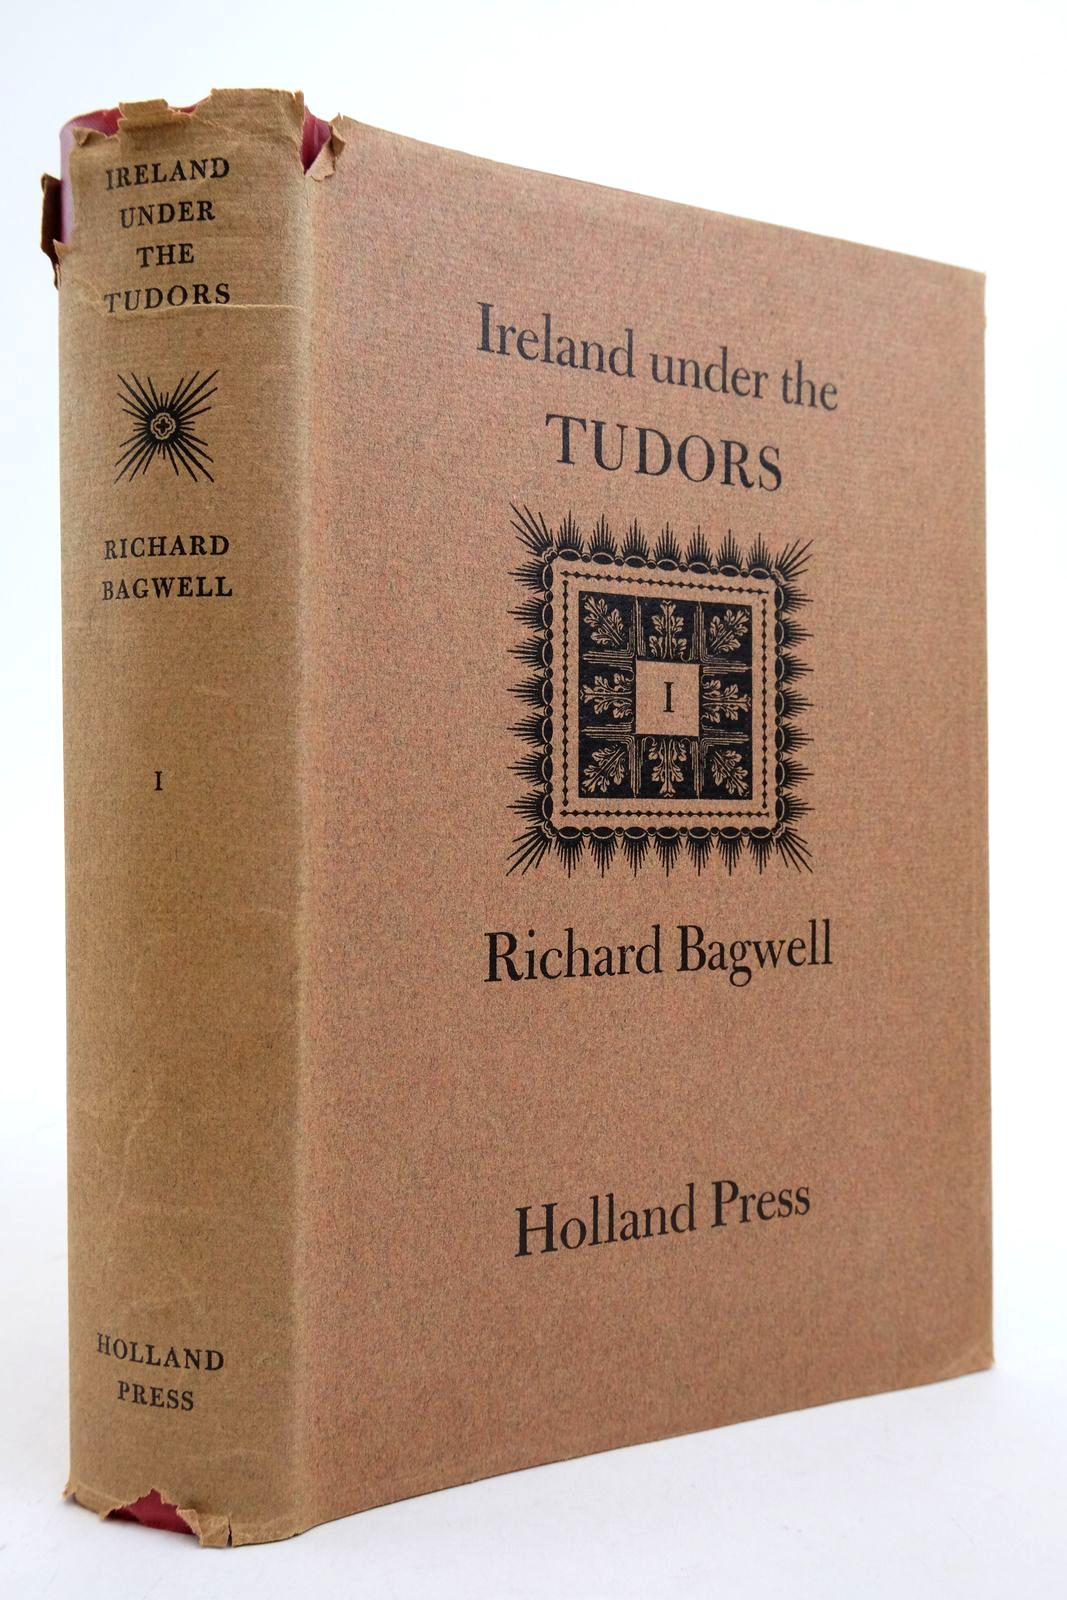 IRELAND
UNDER
THE
TUDORS
RICHARD
BAGWELL
I
HOLLAND
PRESS
Ireland under the
TUDORS
I
Richard Bagwell
Holland Press